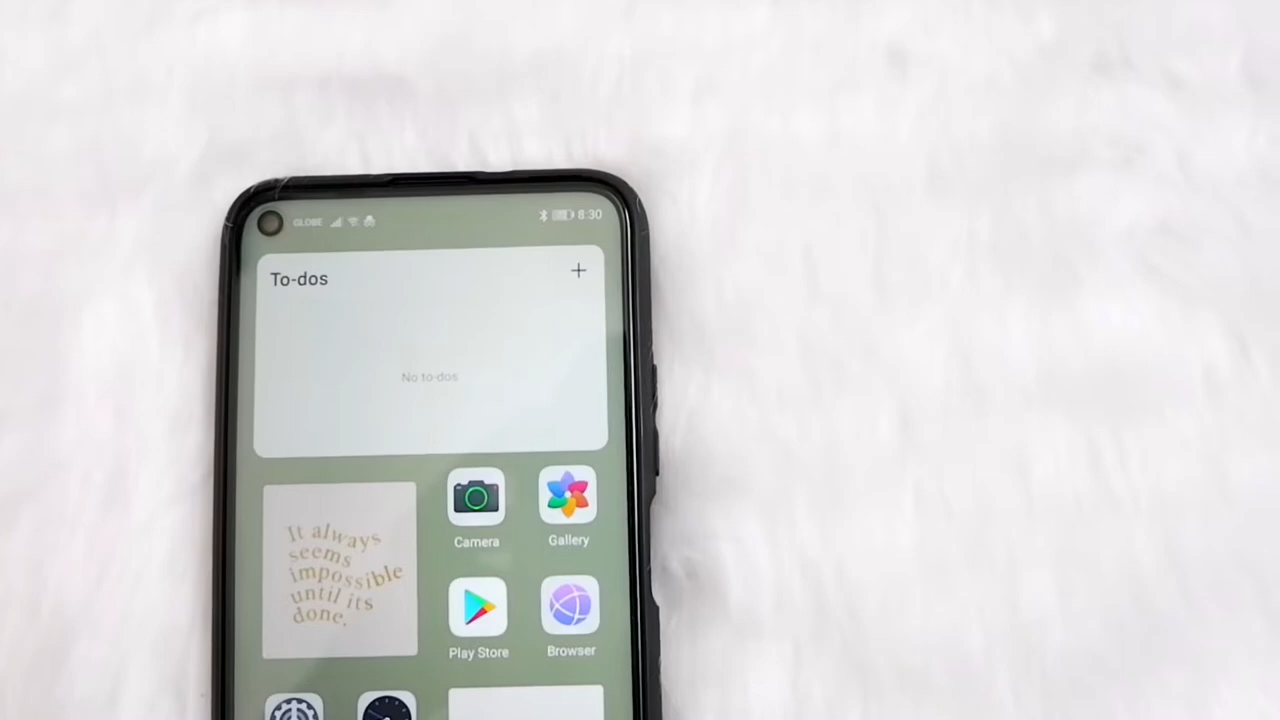 GLOBE 8:30
To-dos +
No to-dos
It always
seems
impossible
until its
done.
Camera Gallery
Play Store Browser